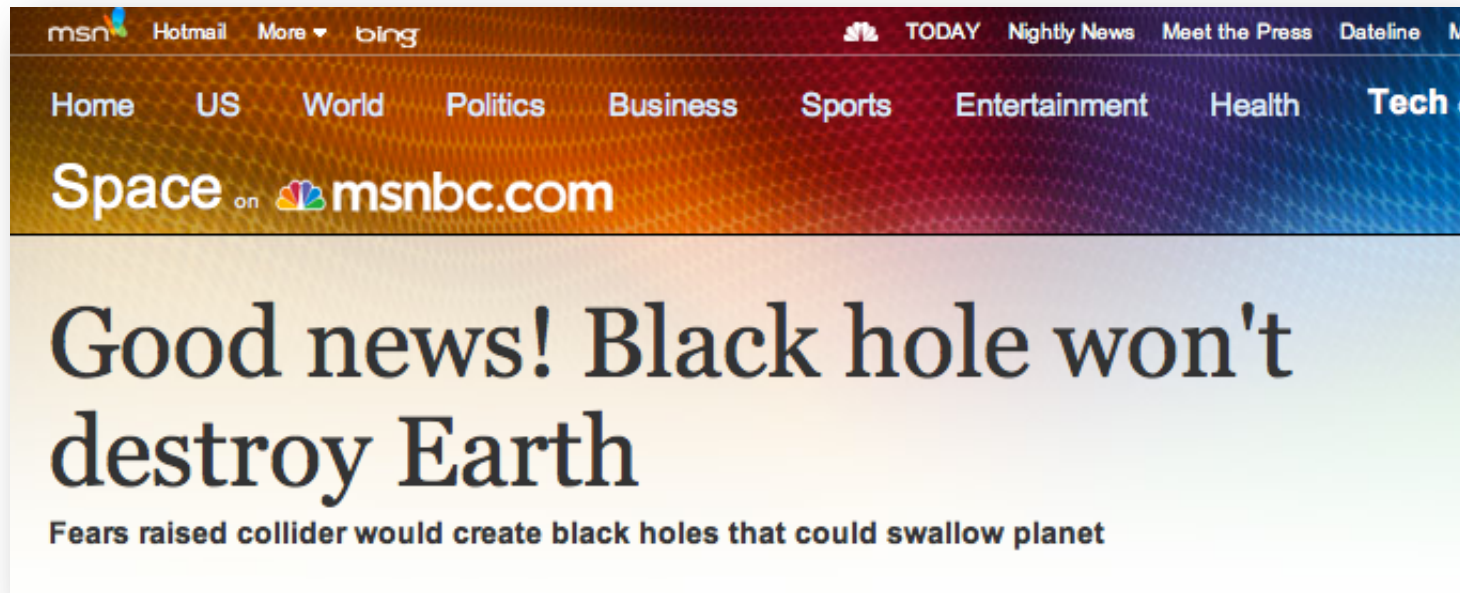 msn Hotmail More bing TODAY Nightly News Meet the Press Dateline M
Home US World Politics Business Sports Entertainment Health Tech
Space on msnbc.com
Good news! Black hole won't
destroy Earth
Fears raised collider would create black holes that could swallow planet